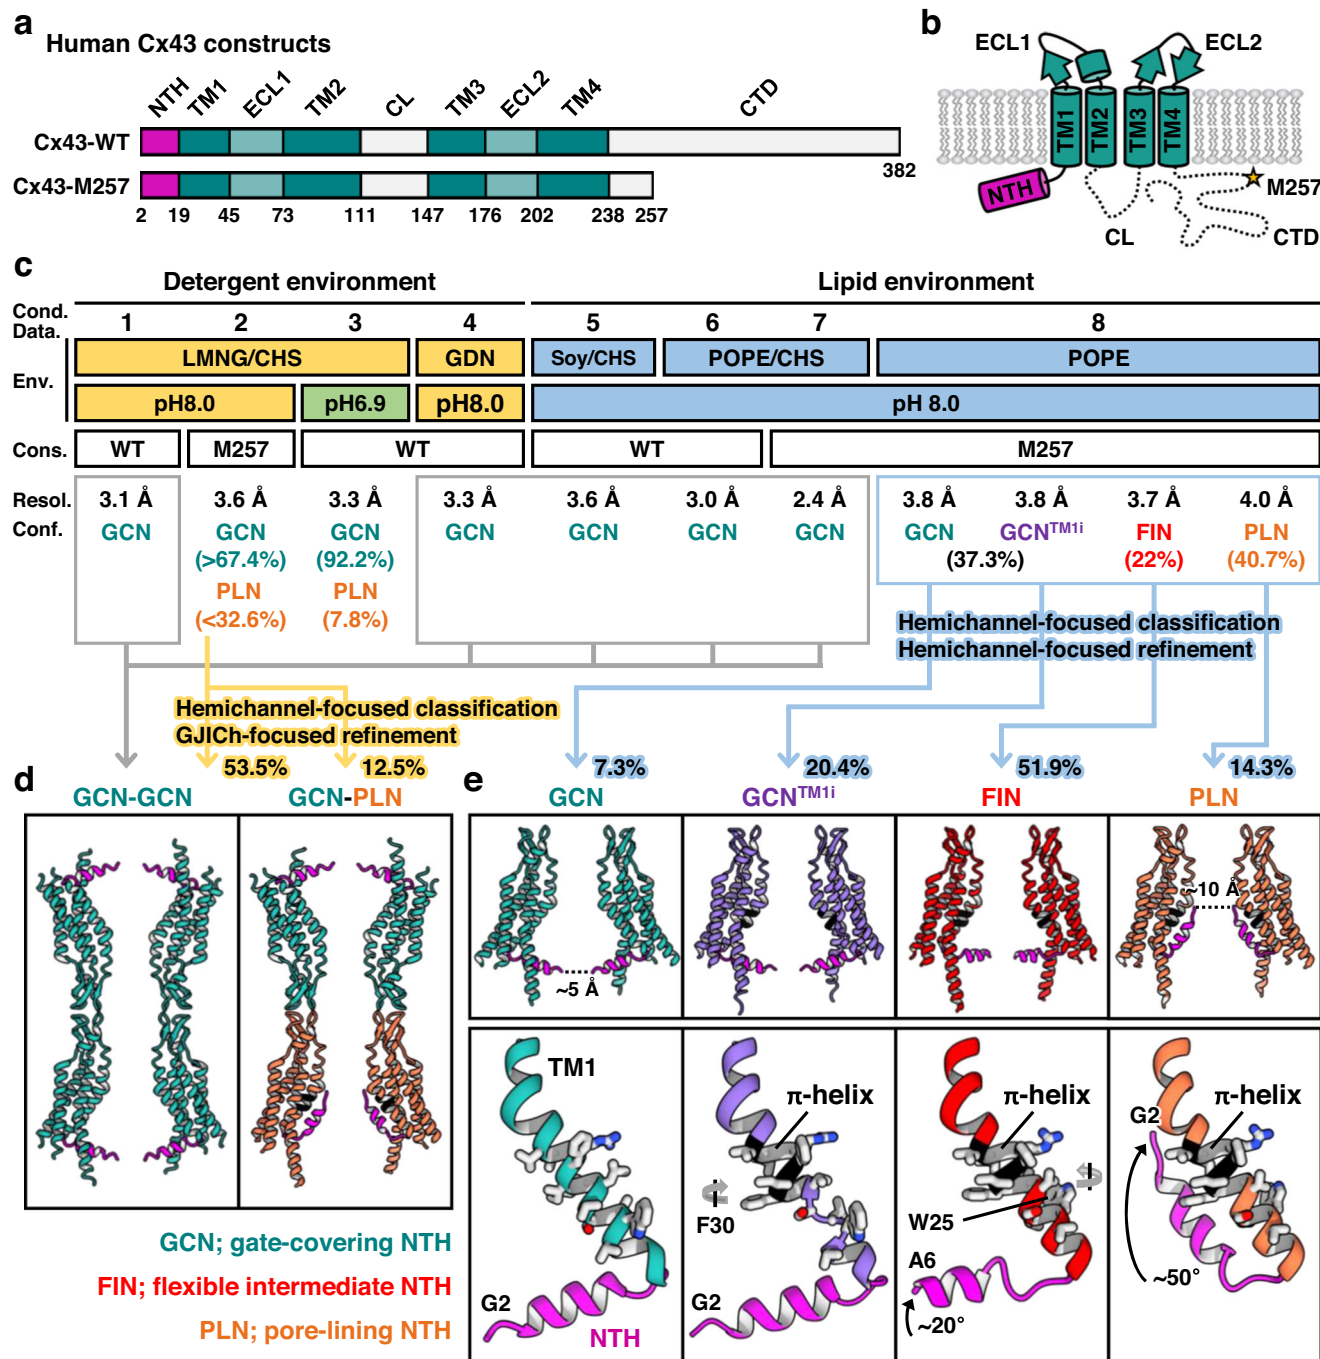 a
Human Cx43 constructs
NTH TM1 ECL1 TM2 CL TM3 ECL2 TM4 CTD
Cx43-WT
382
Cx43-M257
2 19 45 73 111 147 176 202 238 257
b
ECL1 ECL2
TM1 TM2 TM3 TM4
NTH
M257
CL
CTD
c
Detergent environment Lipid environment
Cond. Data. 1 2 3 4 5 6 7 8
Env. LMNG/CHS GDN Soy/CHS POPE/CHS POPE
pH8.0 pH6.9 pH8.0 pH 8.0
Cons. WT M257 WT WT M257
Resol. 3.1 Å 3.6 Å 3.3 Å 3.3 Å 3.6 Å 3.0 Å 2.4 Å 3.8 Å 3.8 Å 3.7 Å 4.0 Å
Conf. GCN GCN GCN GCN GCN GCN GCN GCN GCN^TM1i FIN PLN
(>67.4%) (92.2%) (37.3%) (22%) (40.7%)
PLN PLN
(<32.6%) (7.8%)
Hemichannel-focused classification
Hemichannel-focused refinement
Hemichannel-focused classification
GJICh-focused refinement
53.5% 12.5% 7.3% 20.4% 51.9% 14.3%
d
GCN-GCN GCN-PLN
GCN; gate-covering NTH
FIN; flexible intermediate NTH
PLN; pore-lining NTH
e
GCN GCN^TM1i FIN PLN
~5 Å
~10 Å
TM1
G2
NTH
π-helix
F30
G2
π-helix
W25
A6
~20°
π-helix
G2
~50°